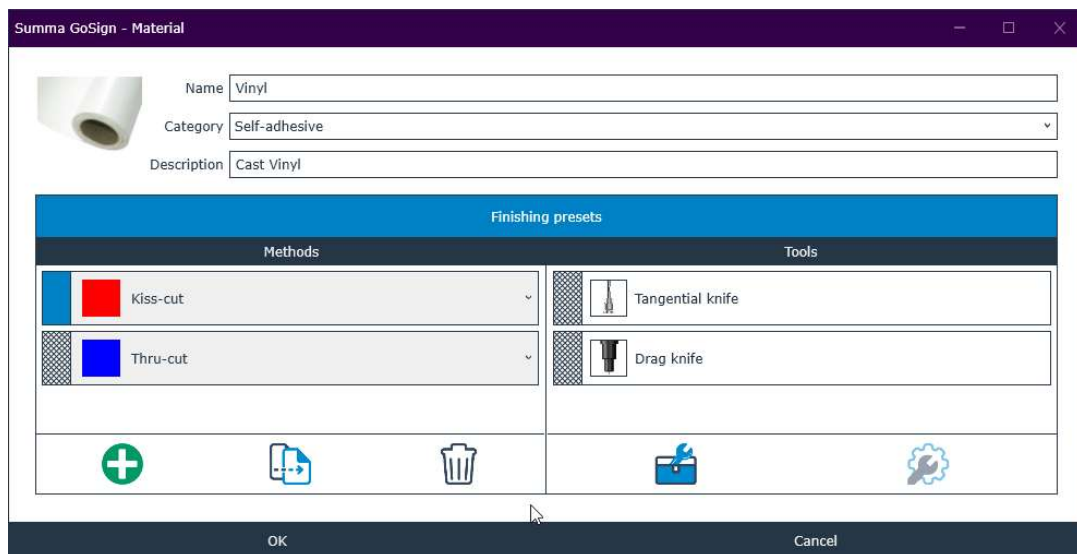 Summa GoSign - Material
Name Vinyl
Category Self-adhesive
Description Cast Vinyl
Finishing presets
Methods Tools
Kiss-cut Tangential knife
Thru-cut Drag knife
OK Cancel